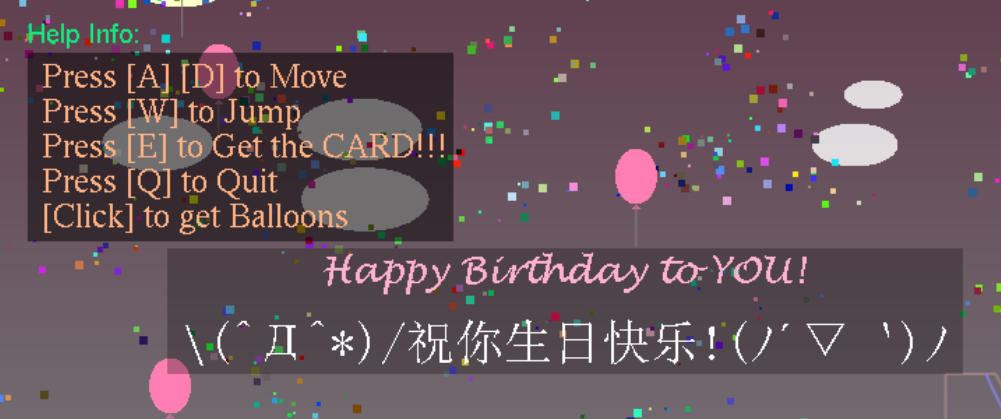 Help Info:
Press [A] [D] to Move
Press [W] to Jump
Press [E] to Get the CARD!!!
Press [Q] to Quit
[Click] to get Balloons
Happy Birthday to YOU!
\(ˆДˆ*)/祝你生日快乐!(ﾉ´▽‵)ﾉ